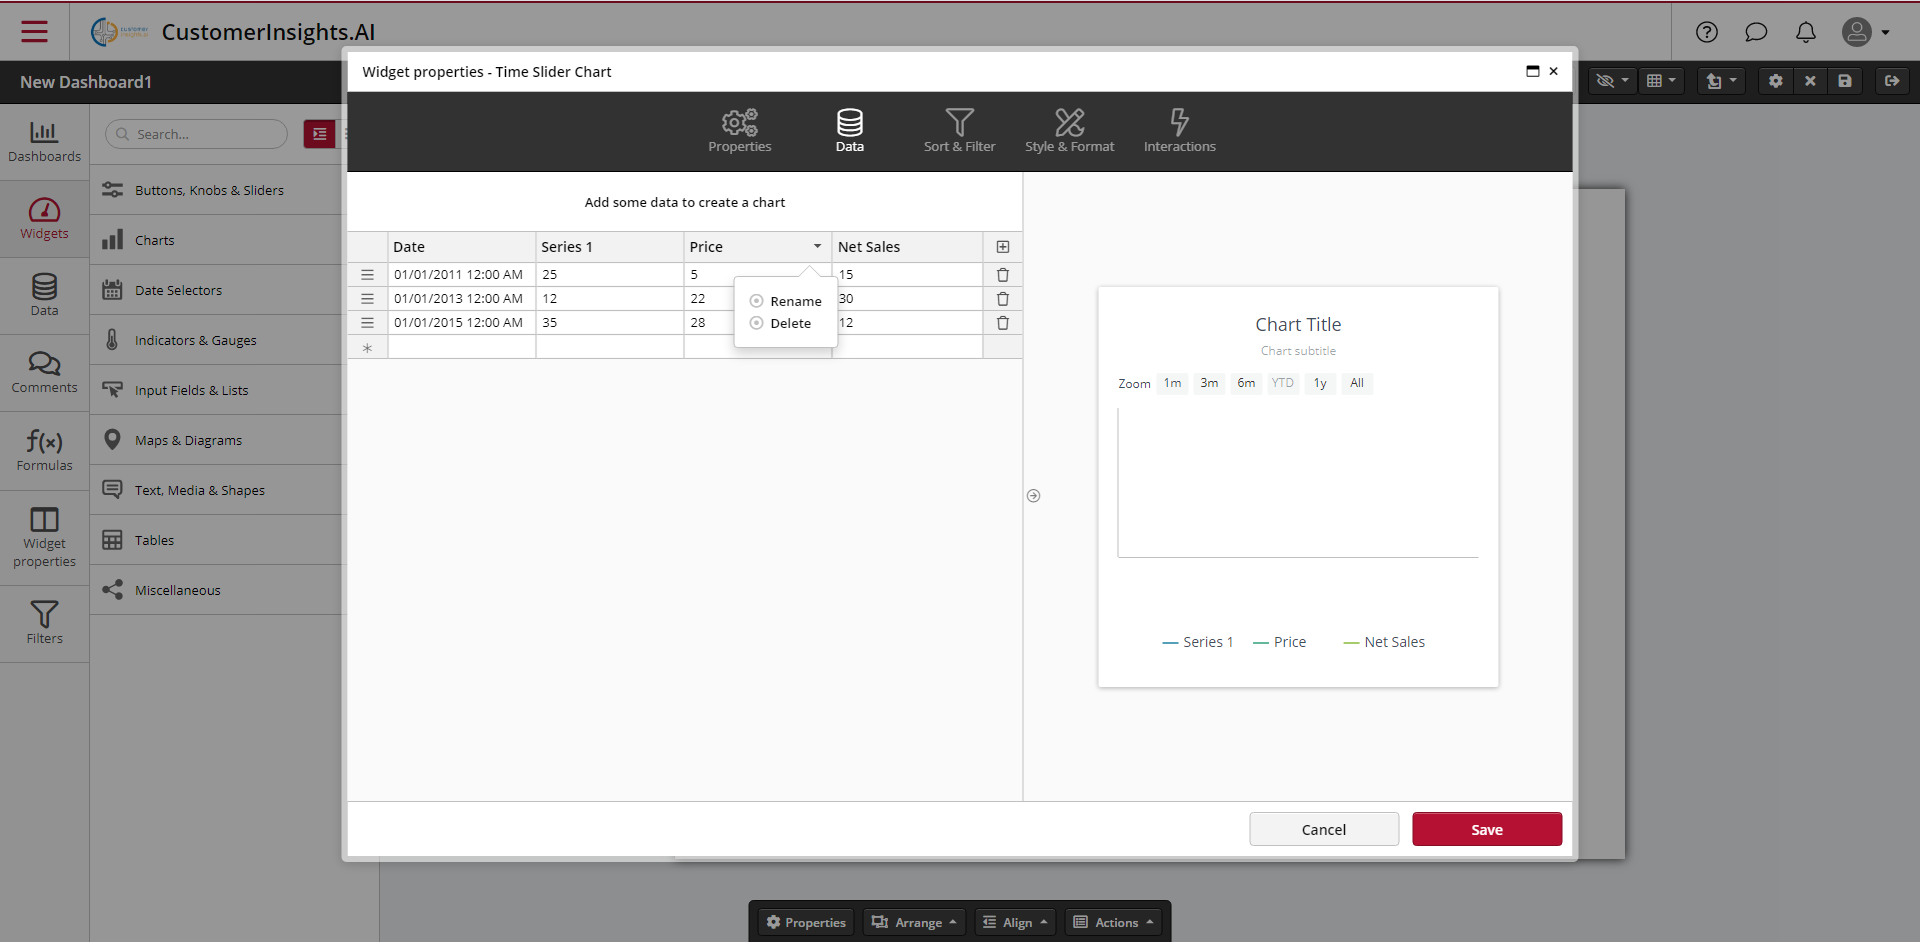 CustomerInsights.AI
New Dashboard1
Widget properties - Time Slider Chart
Properties
Data
Sort & Filter
Style & Format
Interactions
Dashboards
Widgets
Data
Comments
Formulas
Widget properties
Filters
Search...
Buttons, Knobs & Sliders
Charts
Date Selectors
Indicators & Gauges
Input Fields & Lists
Maps & Diagrams
Text, Media & Shapes
Tables
Miscellaneous
Add some data to create a chart
Date Series 1 Price Net Sales
01/01/2011 12:00 AM 25 5 15
01/01/2013 12:00 AM 12 22 30
01/01/2015 12:00 AM 35 28 12
Rename
Delete
Chart Title
Chart subtitle
Zoom 1m 3m 6m YTD 1y All
Series 1 Price Net Sales
Cancel Save
Properties Arrange Align Actions